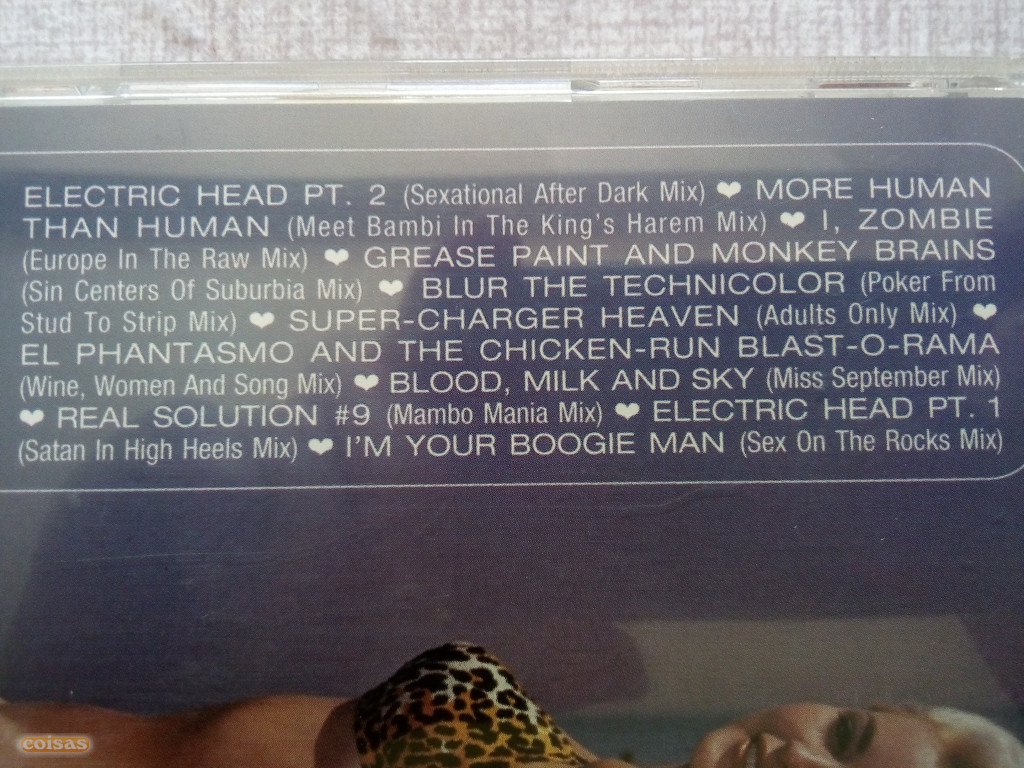 ELECTRIC HEAD PT. 2 (Sexational After Dark Mix) ♥ MORE HUMAN
THAN HUMAN (Meet Bambi In The King's Harem Mix) ♥ I, ZOMBIE
(Europe In The Raw Mix) ♥ GREASE PAINT AND MONKEY BRAINS
(Sin Centers Of Suburbia Mix) ♥ BLUR THE TECHNICOLOR (Poker From
Stud To Strip Mix) ♥ SUPER-CHARGER HEAVEN (Adults Only Mix) ♥
EL PHANTASMO AND THE CHICKEN-RUN BLAST-O-RAMA
(Wine, Women And Song Mix) ♥ BLOOD, MILK AND SKY (Miss September Mix)
♥ REAL SOLUTION #9 (Mambo Mania Mix) ♥ ELECTRIC HEAD PT. 1
(Satan In High Heels Mix) ♥ I'M YOUR BOOGIE MAN (Sex On The Rocks Mix)
coisas